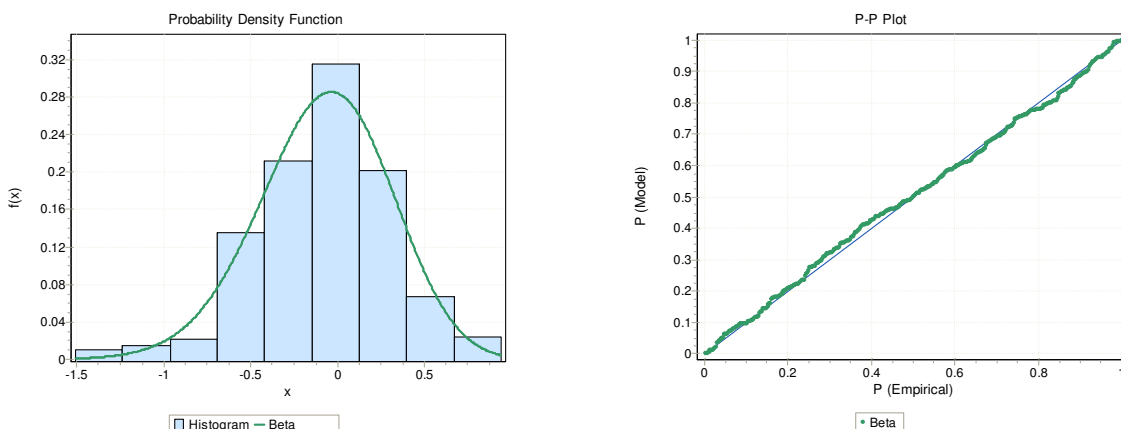 Probability Density Function
f(x)
0.32
0.28
0.24
0.2
0.16
0.12
0.08
0.04
0
-1.5 -1 -0.5 0 0.5
x
Histogram Beta
P-P Plot
P (Model)
1
0.9
0.8
0.7
0.6
0.5
0.4
0.3
0.2
0.1
0
0 0.2 0.4 0.6 0.8 1
P (Empirical)
Beta